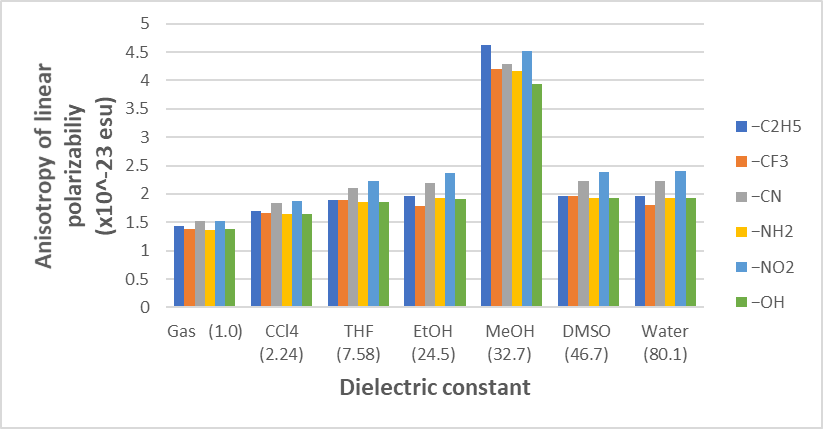 Anisotropy of linear
polarizabiliy
(x10^-23 esu)
5
4.5
4
3.5
3
2.5
2
1.5
1
0.5
0
Gas (1.0)
CCl4
(2.24)
THF
(7.58)
EtOH
(24.5)
MeOH
(32.7)
DMSO
(46.7)
Water
(80.1)
Dielectric constant
–C2H5
–CF3
–CN
–NH2
–NO2
–OH